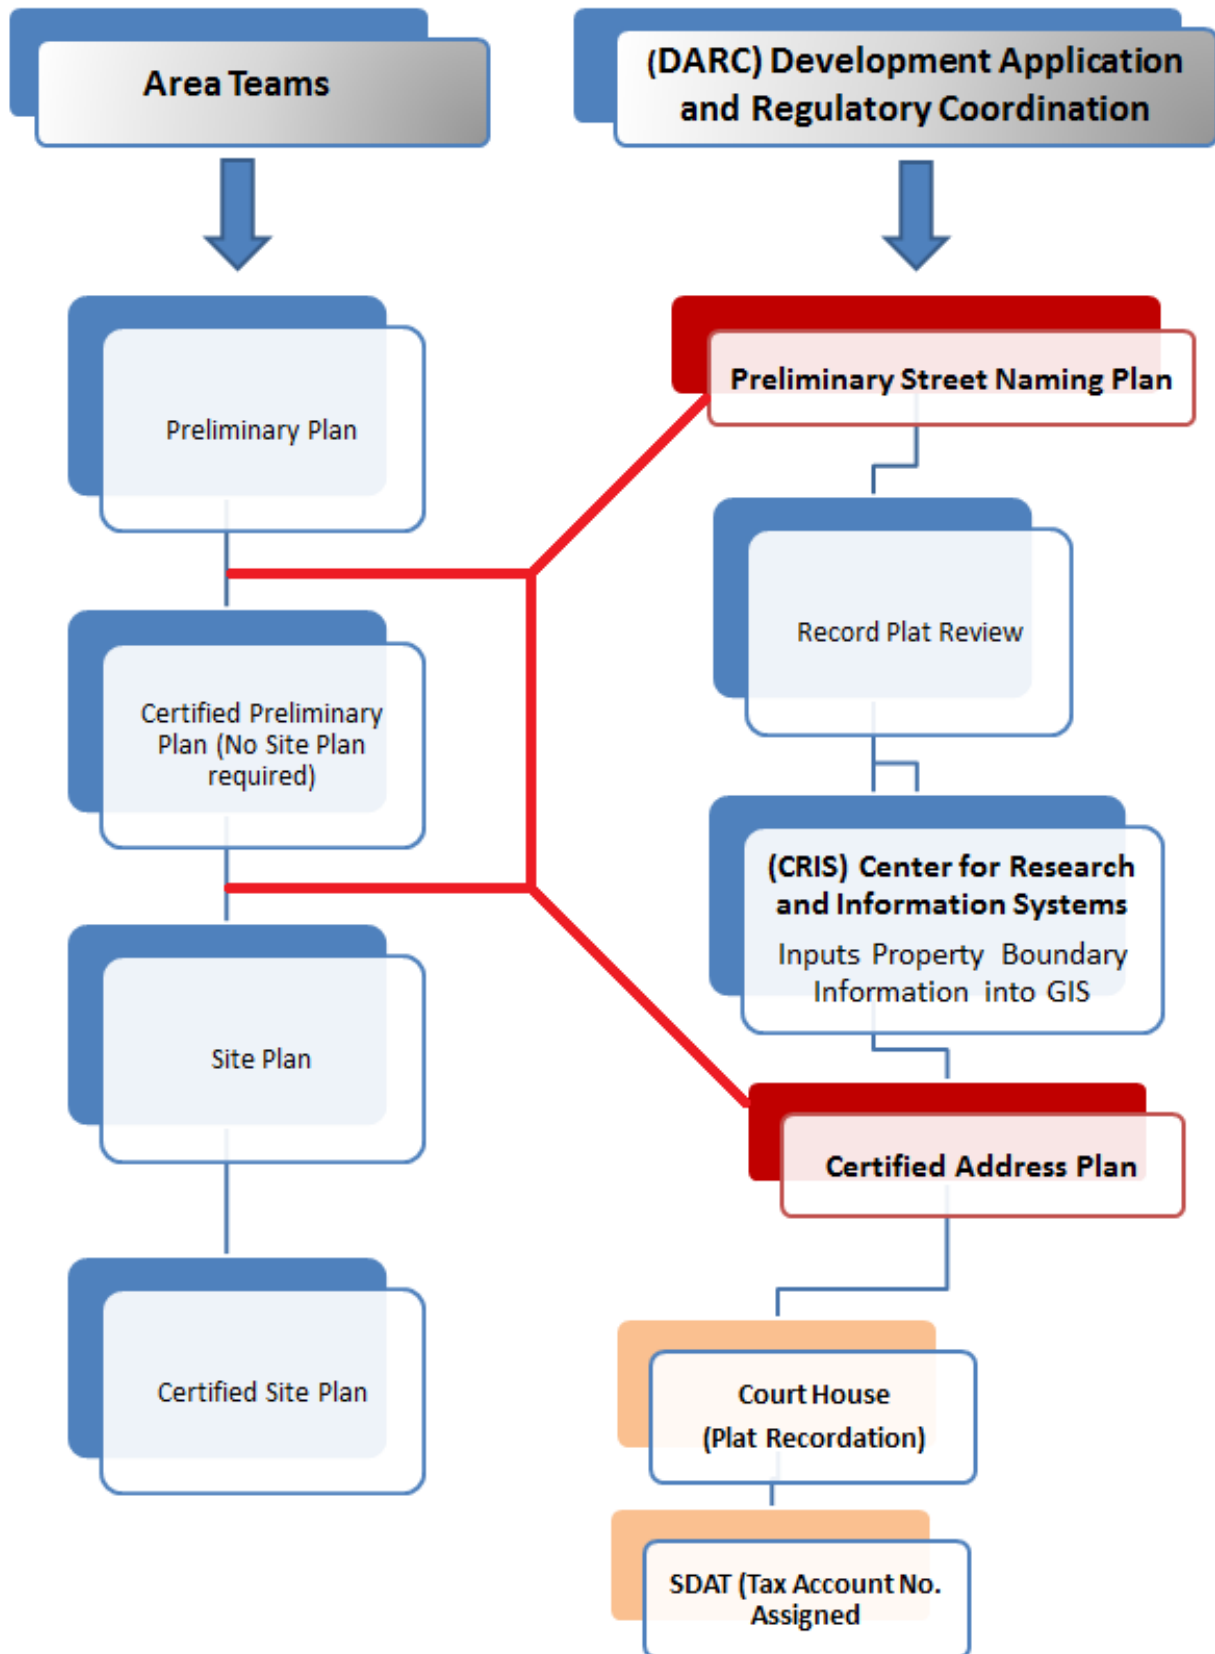 Area Teams
Preliminary Plan
Certified Preliminary
Plan (No Site Plan
required)
Site Plan
Certified Site Plan
(DARC) Development Application
and Regulatory Coordination
Preliminary Street Naming Plan
Record Plat Review
(CRIS) Center for Research
and Information Systems
Inputs Property Boundary
Information into GIS
Certified Address Plan
Court House
(Plat Recordation)
SDAT (Tax Account No.
Assigned